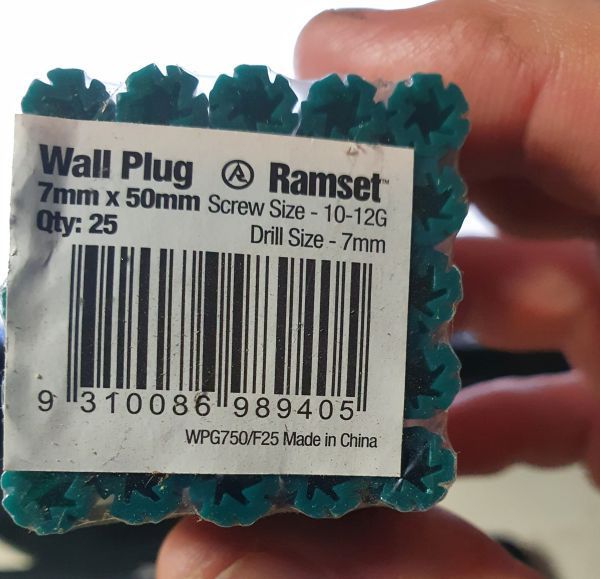 Wall Plug Ramset™
7mm x 50mm Screw Size - 10-12G
Qty: 25 Drill Size - 7mm
9 310086 989405
WPG750/F25 Made in China